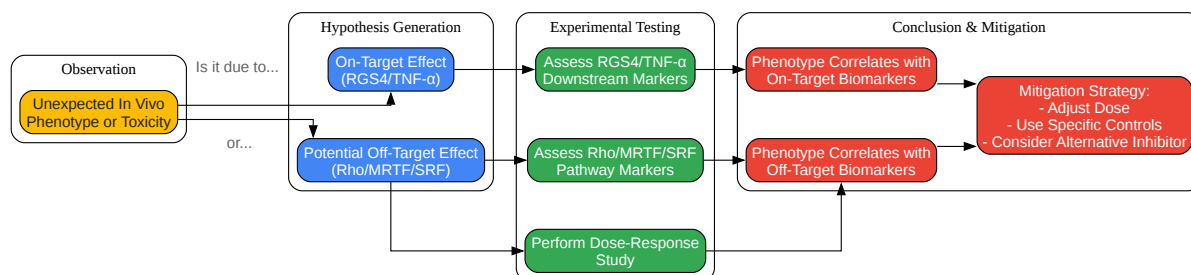 Observation
Unexpected In Vivo
Phenotype or Toxicity
Is it due to...
or...
Hypothesis Generation
On-Target Effect
(RGS4/TNF-α)
Potential Off-Target Effect
(Rho/MRTF/SRF)
Experimental Testing
Assess RGS4/TNF-α
Downstream Markers
Assess Rho/MRTF/SRF
Pathway Markers
Perform Dose-Response
Study
Conclusion & Mitigation
Phenotype Correlates with
On-Target Biomarkers
Phenotype Correlates with
Off-Target Biomarkers
Mitigation Strategy:
- Adjust Dose
- Use Specific Controls
- Consider Alternative Inhibitor